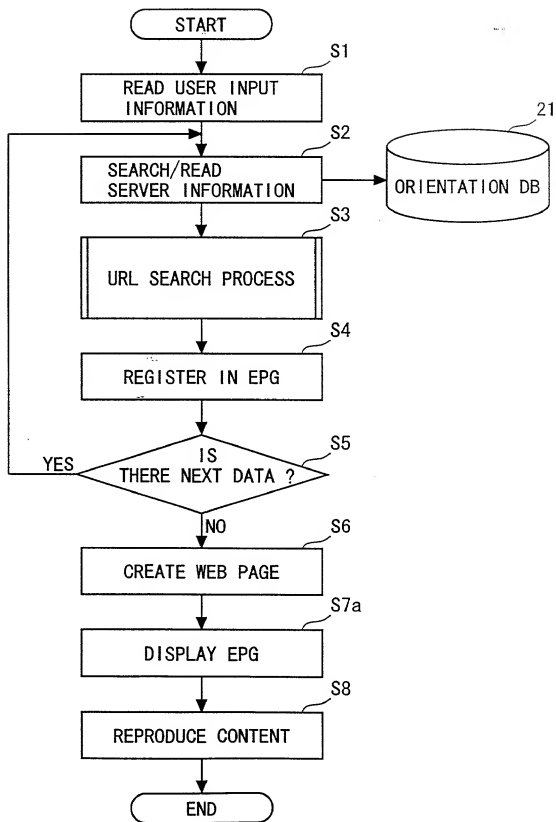 START
S1
READ USER INPUT
INFORMATION
S2
21
SEARCH/READ
SERVER INFORMATION
ORIENTATION DB
S3
URL SEARCH PROCESS
S4
REGISTER IN EPG
S5
IS
THERE NEXT DATA ?
YES
NO
S6
CREATE WEB PAGE
S7a
DISPLAY EPG
S8
REPRODUCE CONTENT
END